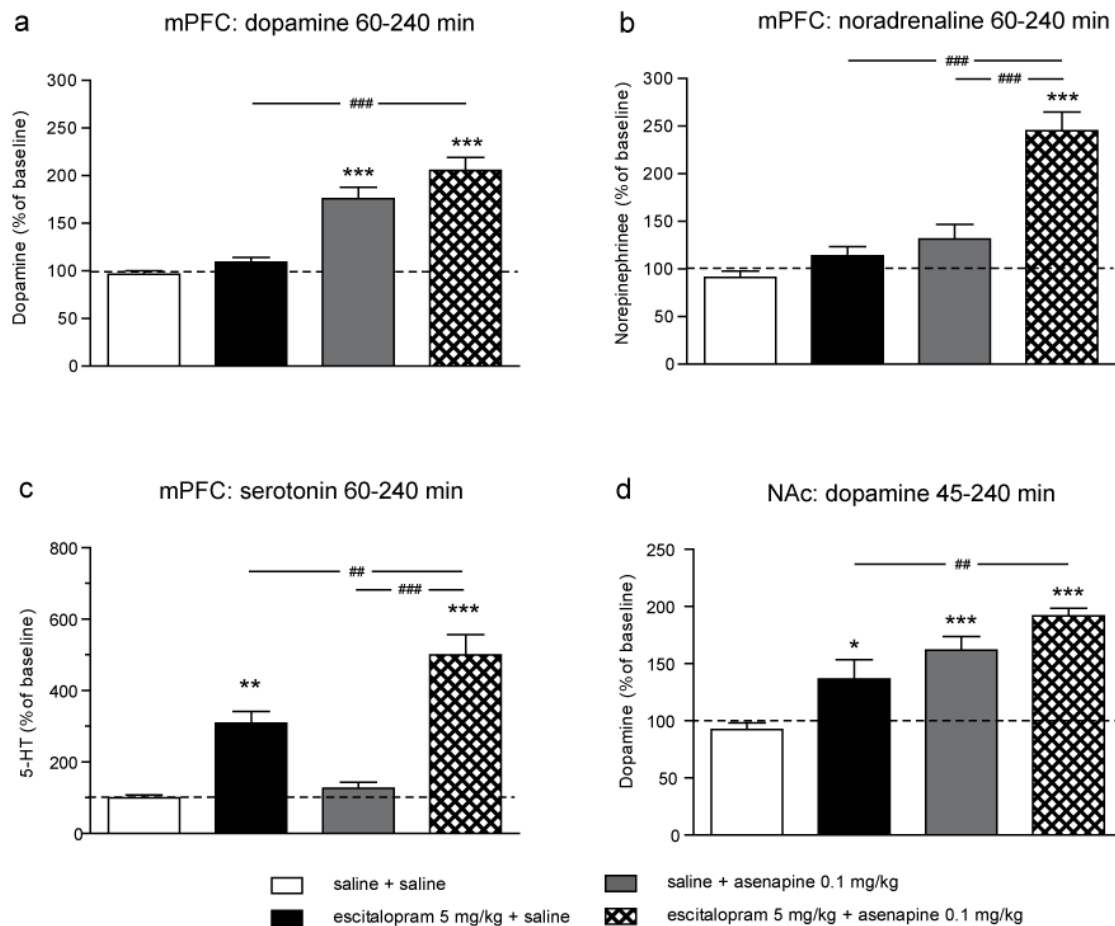 a
mPFC: dopamine 60-240 min
Dopamine (% of baseline)
300
250
200
150
100
50
0
###
***
***
b
mPFC: noradrenaline 60-240 min
Norepinephrinee (% of baseline)
300
250
200
150
100
50
0
###
###
***
c
mPFC: serotonin 60-240 min
5-HT (% of baseline)
800
600
400
200
0
##
###
**
***
d
NAc: dopamine 45-240 min
Dopamine (% of baseline)
250
200
150
100
50
0
##
*
***
***
saline + saline
saline + asenapine 0.1 mg/kg
escitalopram 5 mg/kg + saline
escitalopram 5 mg/kg + asenapine 0.1 mg/kg